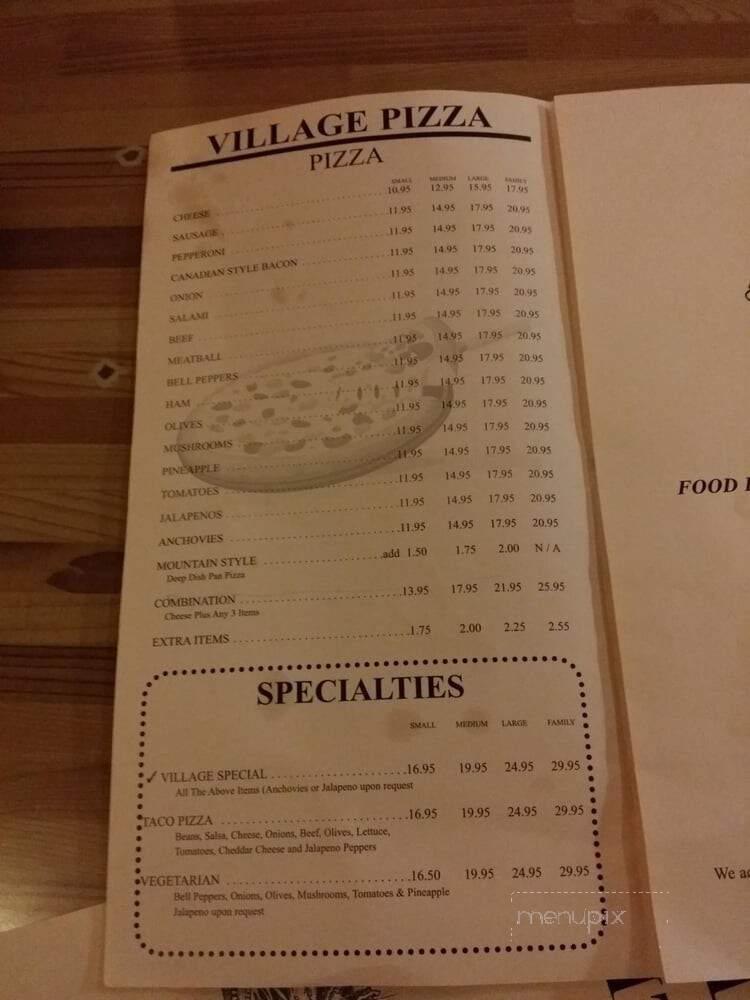 VILLAGE PIZZA
PIZZA
SMALL MEDIUM LARGE FAMILY
CHEESE 10.95 12.95 15.95 17.95
SAUSAGE 11.95 14.95 17.95 20.95
PEPPERONI 11.95 14.95 17.95 20.95
CANADIAN STYLE BACON 11.95 14.95 17.95 20.95
ONION 11.95 14.95 17.95 20.95
SALAMI 11.95 14.95 17.95 20.95
BEEF 11.95 14.95 17.95 20.95
MEATBALL 11.95 14.95 17.95 20.95
BELL PEPPERS 11.95 14.95 17.95 20.95
HAM 11.95 14.95 17.95 20.95
OLIVES 11.95 14.95 17.95 20.95
MUSHROOMS 11.95 14.95 17.95 20.95
PINEAPPLE 11.95 14.95 17.95 20.95
TOMATOES 11.95 14.95 17.95 20.95
JALAPENOS 11.95 14.95 17.95 20.95
ANCHOVIES 11.95 14.95 17.95 20.95
MOUNTAIN STYLE add 1.50 1.75 2.00 N / A
Deep Dish Pan Pizza
COMBINATION 13.95 17.95 21.95 25.95
Cheese Plus Any 3 Items
EXTRA ITEMS 1.75 2.00 2.25 2.55
SPECIALTIES
SMALL MEDIUM LARGE FAMILY
✓ VILLAGE SPECIAL 16.95 19.95 24.95 29.95
All The Above Items (Anchovies or Jalapeno upon request
TACO PIZZA 16.95 19.95 24.95 29.95
Beans, Salsa, Cheese, Onions, Beef, Olives, Lettuce,
Tomatoes, Cheddar Cheese and Jalapeno Peppers
VEGETARIAN 16.50 19.95 24.95 29.95
Bell Peppers, Onions, Olives, Mushrooms, Tomatoes & Pineapple
Jalapeno upon request
FOOD
We
menupix